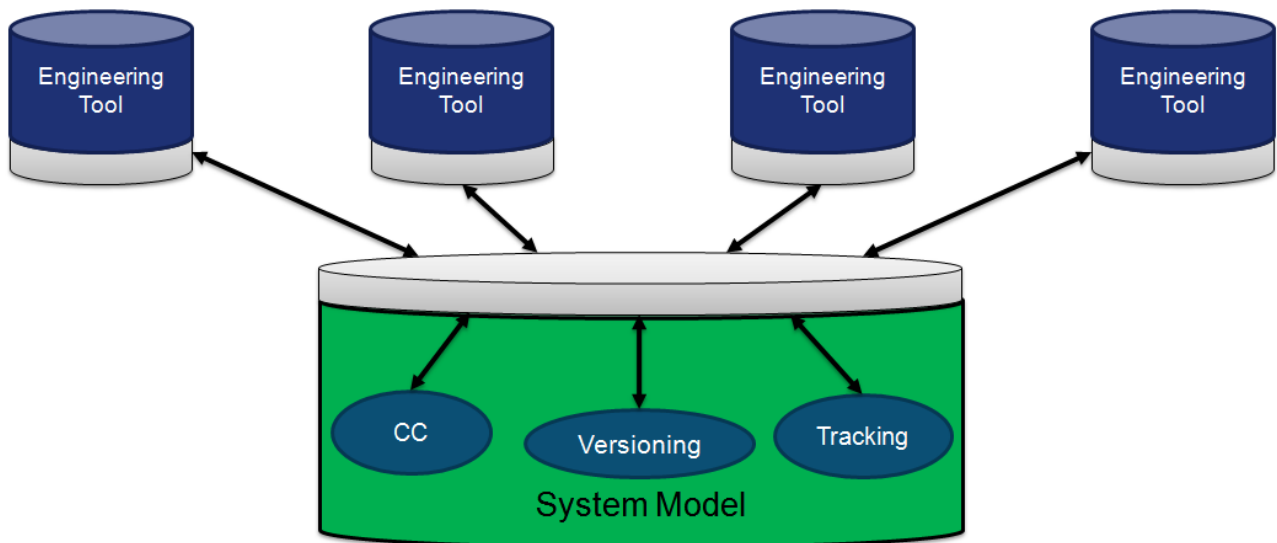 Engineering
Tool
Engineering
Tool
Engineering
Tool
Engineering
Tool
CC
Versioning
Tracking
System Model